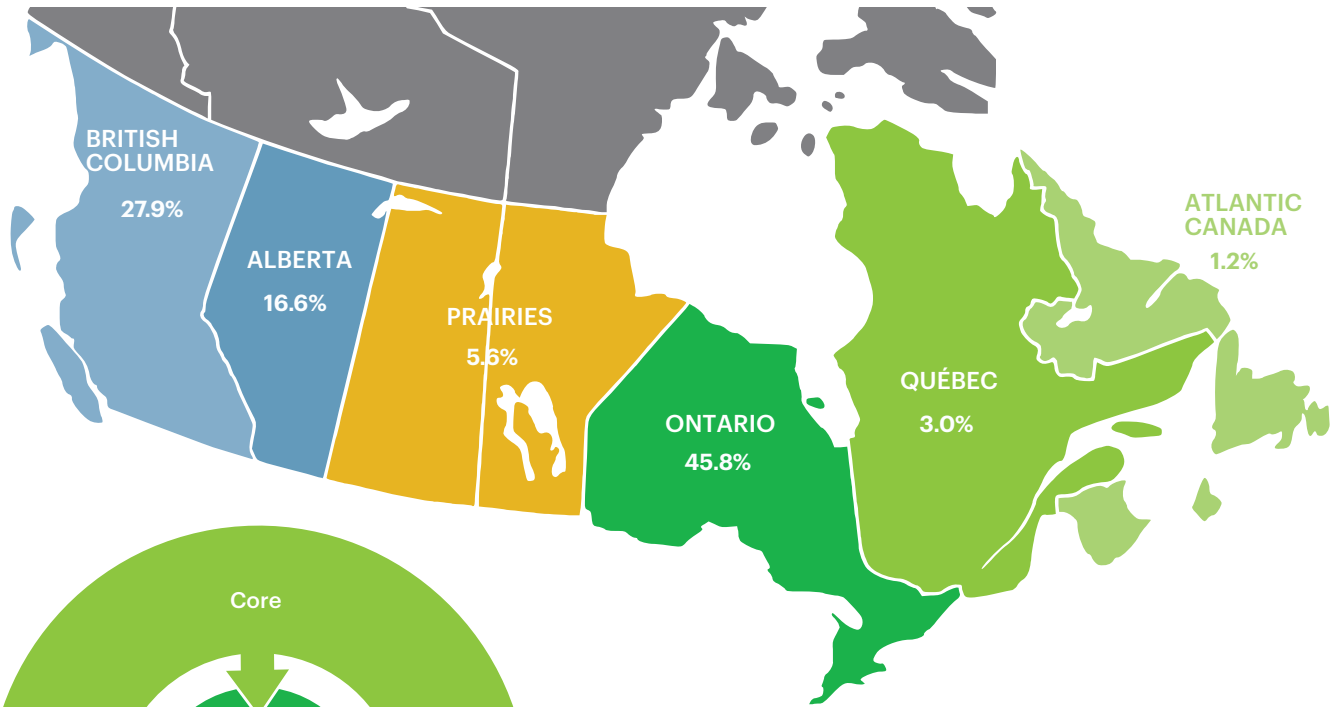 BRITISH
COLUMBIA
27.9%
ALBERTA
16.6%
PRAIRIES
5.6%
ONTARIO
45.8%
QUÉBEC
3.0%
ATLANTIC
CANADA
1.2%
Core